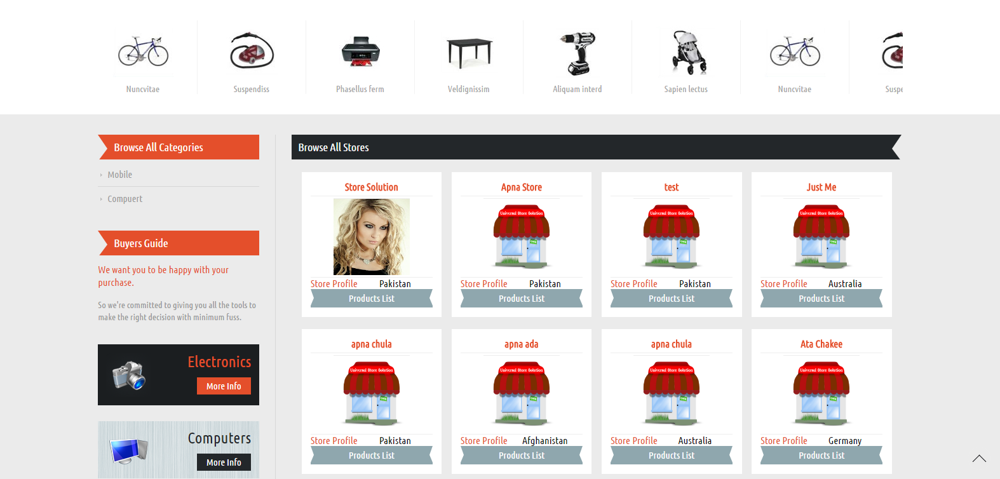 Nuncvitae
Suspendiss
Phasellus ferm
Veldignissim
Aliquam interd
Sapien lectus
Nuncvitae
Suspe
Browse All Categories
Mobile
Compuert
Buyers Guide
We want you to be happy with your
purchase.
So we're committed to giving you all the tools to
make the right decision with minimum fuss.
Electronics
More Info
Computers
More Info
Browse All Stores
Store Solution
Store Profile Pakistan
Products List
Apna Store
Universal Store Solution
Store Profile Pakistan
Products List
test
Universal Store Solution
Store Profile Pakistan
Products List
Just Me
Universal Store Solution
Store Profile Australia
Products List
apna chula
Universal Store Solution
Store Profile Pakistan
Products List
apna ada
Universal Store Solution
Store Profile Afghanistan
Products List
apna chula
Universal Store Solution
Store Profile Australia
Products List
Ata Chakee
Universal Store Solution
Store Profile Germany
Products List